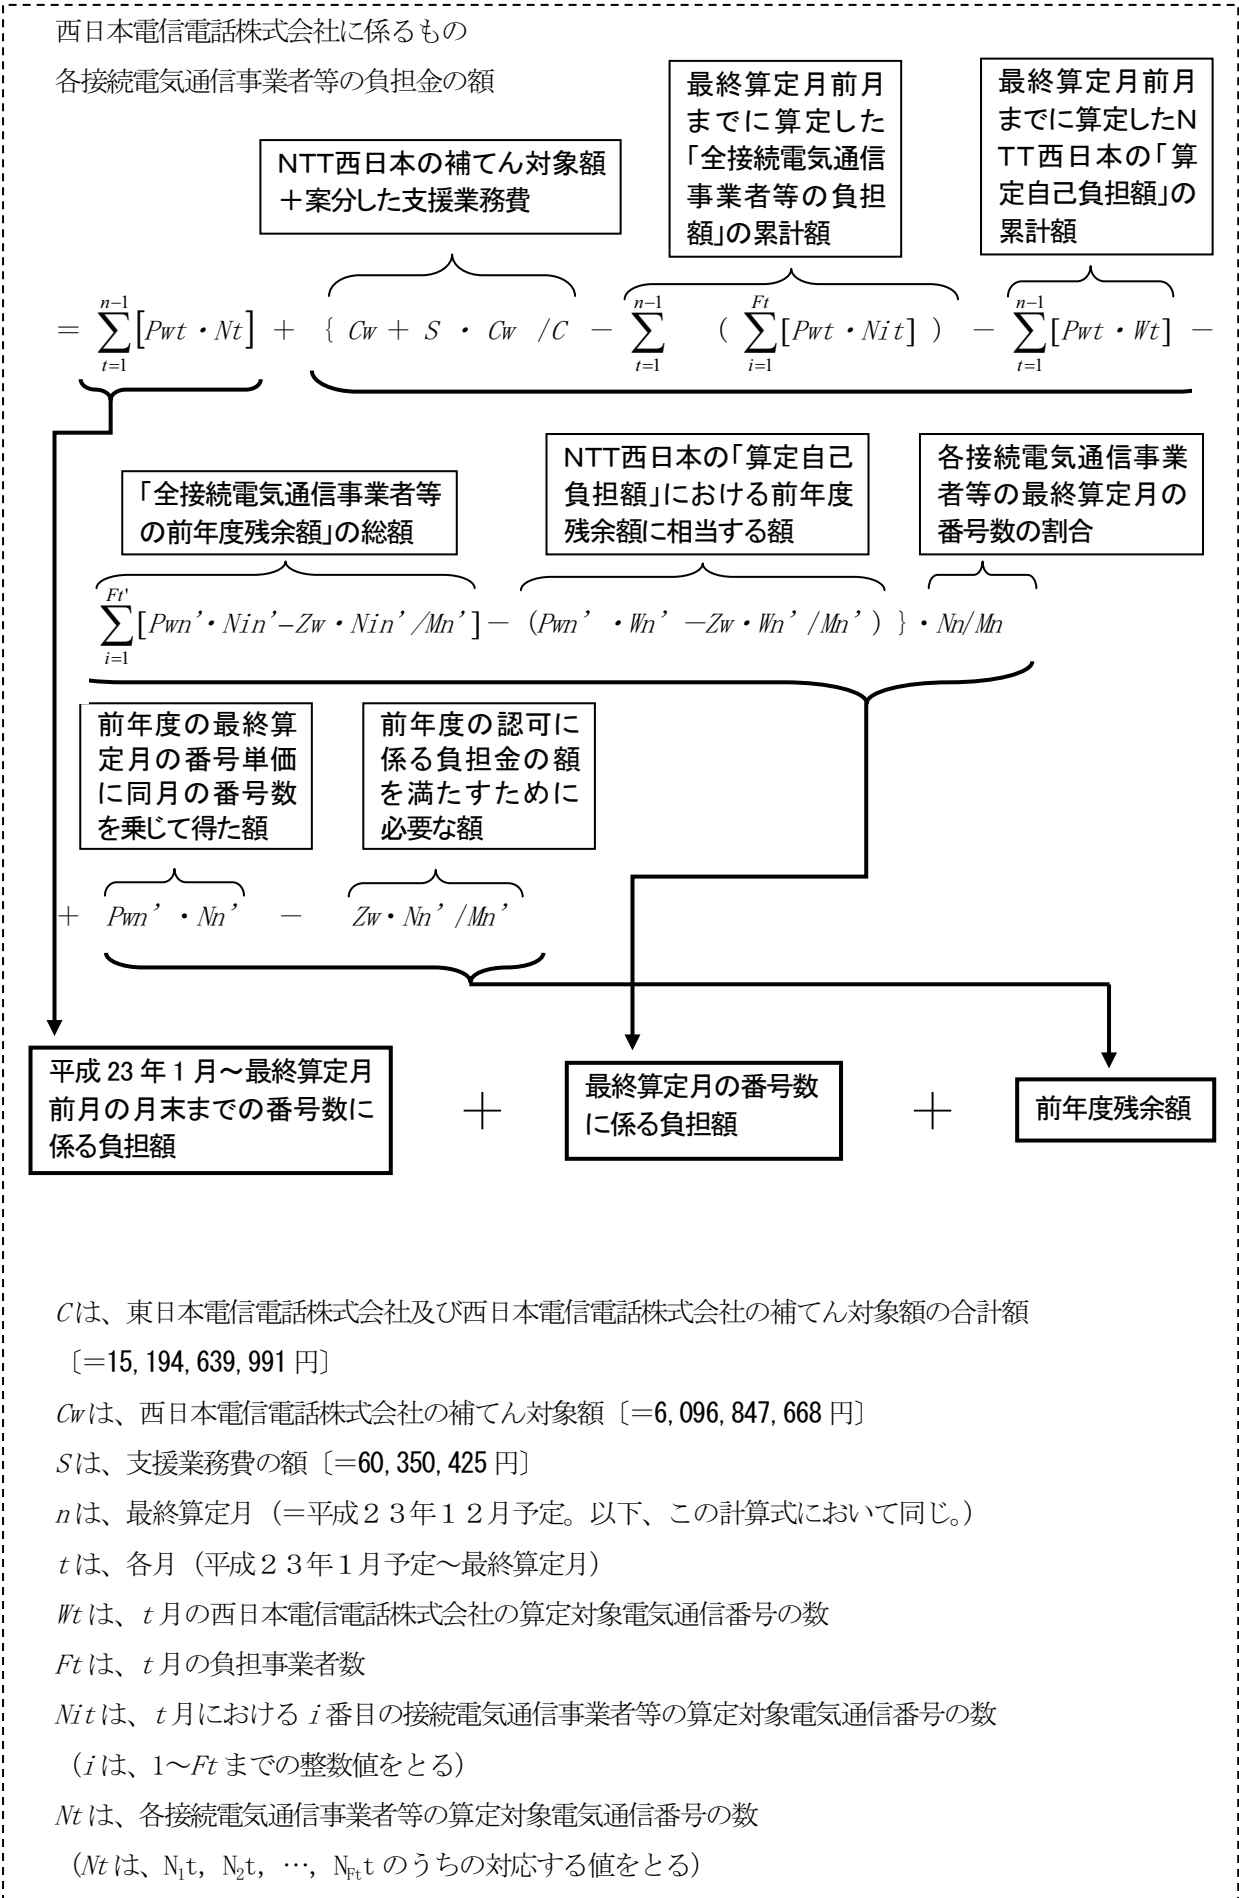 西日本電信電話株式会社に係るもの
各接続電気通信事業者等の負担金の額
NTT西日本の補てん対象額
＋案分した支援業務費
最終算定月前月
までに算定した
「全接続電気通信
事業者等の負担
額」の累計額
最終算定月前月
までに算定したN
TT西日本の「算
定自己負担額」の
累計額
= ∑_{t=1}^{n−1}[Pwt・Nt] + { Cw + S ・ Cw /C − ∑_{t=1}^{n−1} ( ∑_{i=1}^{Ft}[Pwt・Nit] ) − ∑_{t=1}^{n−1}[Pwt・Wt] −
「全接続電気通信事業者等
の前年度残余額」の総額
NTT西日本の「算定自己
負担額」における前年度
残余額に相当する額
各接続電気通信事業
者等の最終算定月の
番号数の割合
∑_{i=1}^{Ft'}[Pwn’・Nin’−Zw・Nin’/Mn’]− (Pwn’ ・Wn’ −Zw・Wn’/Mn’) }・Nn/Mn
前年度の最終算
定月の番号単価
に同月の番号数
を乗じて得た額
前年度の認可に
係る負担金の額
を満たすために
必要な額
+ Pwn’ ・Nn’ − Zw・Nn’/Mn’
平成 23 年 1 月～最終算定月
前月の月末までの番号数に
係る負担額
＋
最終算定月の番号数
に係る負担額
＋
前年度残余額
Cは、東日本電信電話株式会社及び西日本電信電話株式会社の補てん対象額の合計額
〔＝15,194,639,991 円〕
Cwは、西日本電信電話株式会社の補てん対象額〔＝6,096,847,668 円〕
Sは、支援業務費の額〔＝60,350,425 円〕
nは、最終算定月（＝平成２３年１２月予定。以下、この計算式において同じ。）
tは、各月（平成２３年１月予定～最終算定月）
Wtは、t月の西日本電信電話株式会社の算定対象電気通信番号の数
Ftは、t月の負担事業者数
Nitは、t月におけるi番目の接続電気通信事業者等の算定対象電気通信番号の数
（iは、1～Ftまでの整数値をとる）
Ntは、各接続電気通信事業者等の算定対象電気通信番号の数
（Ntは、N₁t, N₂t, …, N_{Ft}tのうちの対応する値をとる）